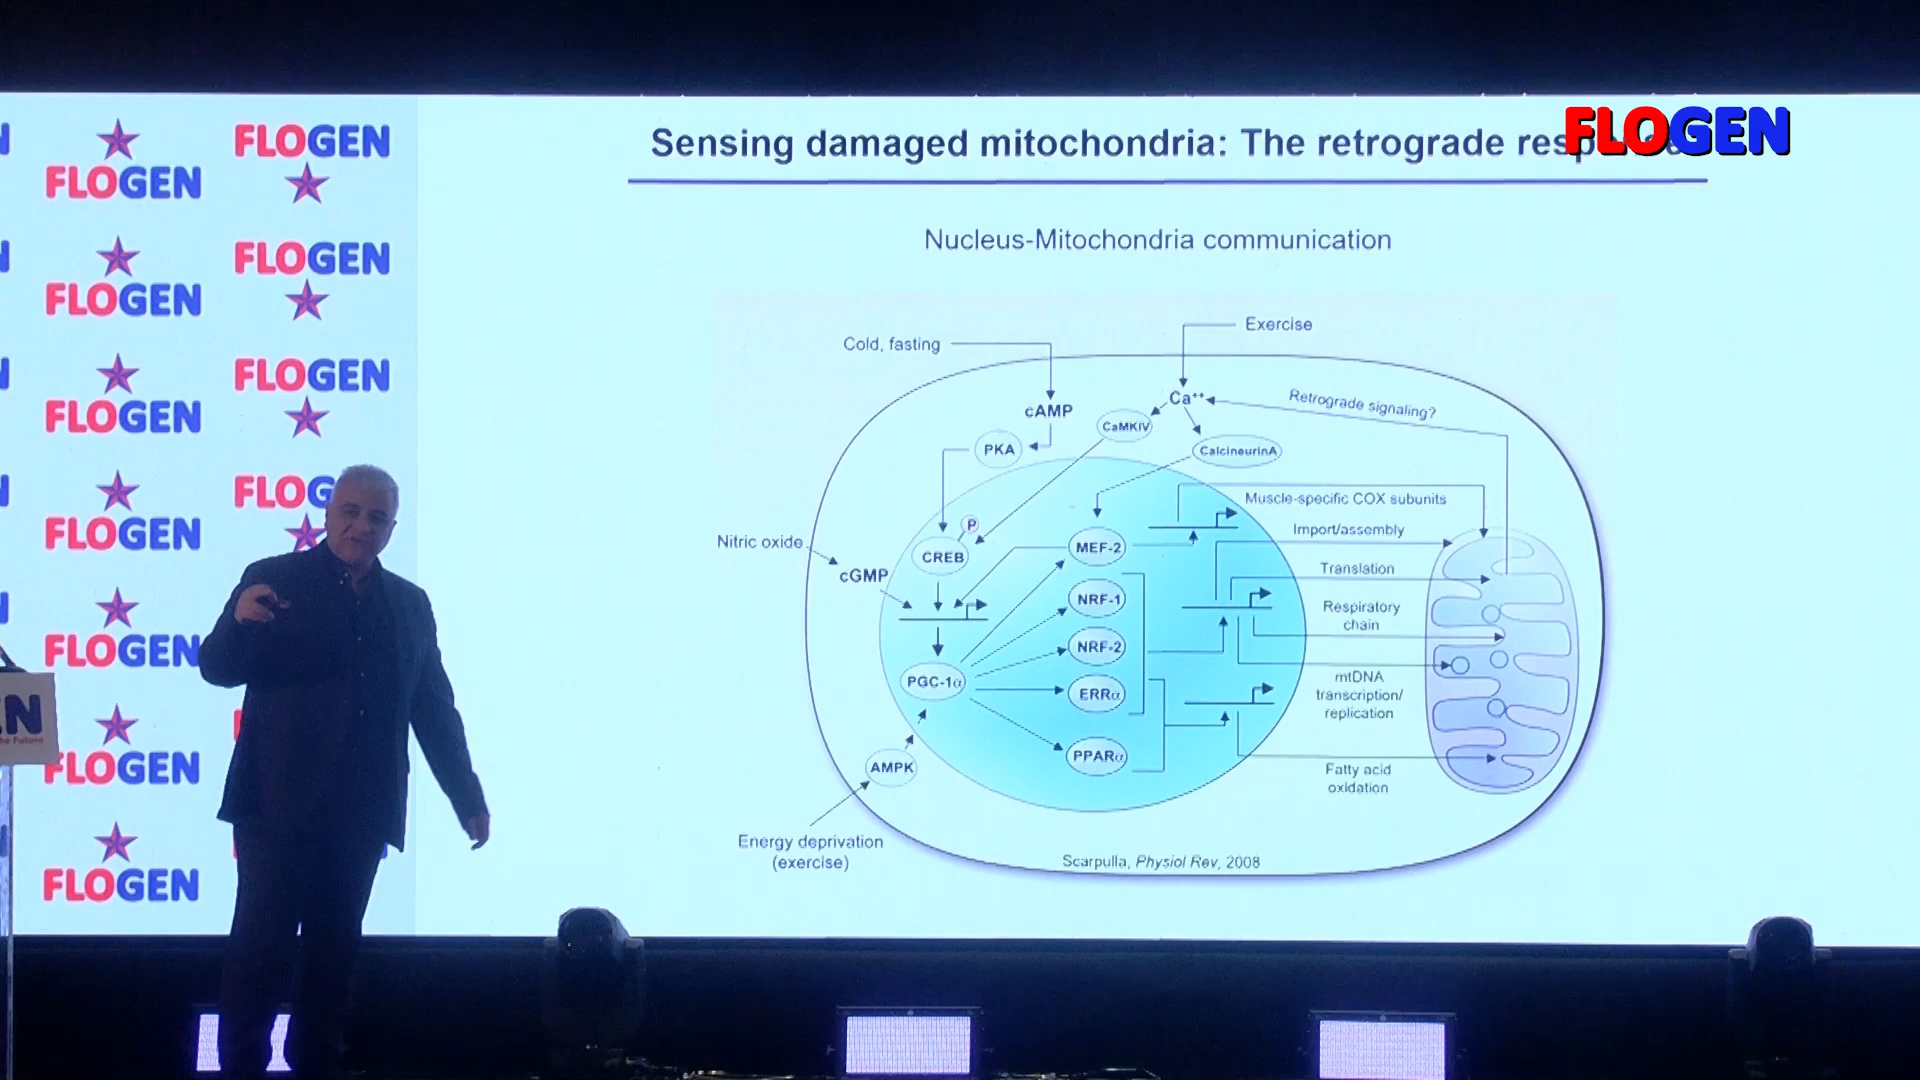 FLOGEN
Sensing damaged mitochondria: The retrograde
Nucleus-Mitochondria communication
Exercise
Cold, fasting
Ca⁺⁺
Retrograde signaling?
cAMP
CaMKIV
PKA
CalcineurinA
Muscle-specific COX subunits
P
Import/assembly
Nitric oxide
CREB
MEF-2
cGMP
Translation
NRF-1
Respiratory
chain
NRF-2
PGC-1α
ERRα
mtDNA
transcription/
replication
PPARα
AMPK
Fatty acid
oxidation
Energy deprivation
(exercise)
Scarpulla, Physiol Rev, 2008
FLOGEN
FLOGEN
FLOGEN
FLOGEN
FLOGEN
FLOGEN
FLOGEN
FLOG
FLOGEN
FLOGEN
FLOGEN
FLOGEN
EN